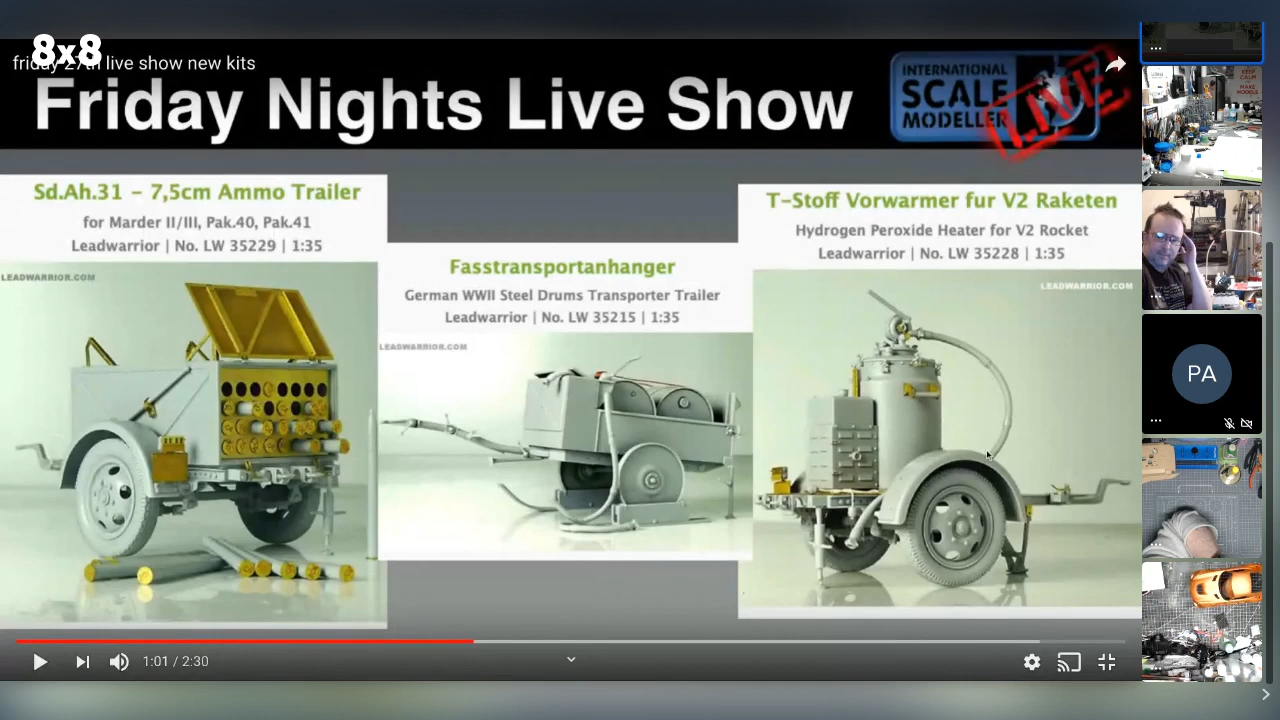 8x8
friday 27th live show new kits
Friday Nights Live Show
INTERNATIONAL
SCALE
MODELLER
LIVE
Sd.Ah.31 - 7,5cm Ammo Trailer
for Marder II/III, Pak.40, Pak.41
Leadwarrior | No. LW 35229 | 1:35
LEADWARRIOR.COM
Fasstransportanhanger
German WWII Steel Drums Transporter Trailer
Leadwarrior | No. LW 35215 | 1:35
LEADWARRIOR.COM
T-Stoff Vorwarmer fur V2 Raketen
Hydrogen Peroxide Heater for V2 Rocket
Leadwarrior | No. LW 35228 | 1:35
LEADWARRIOR.COM
KEEP
CALM
MAKE
MODELS
PA
1:01 / 2:30